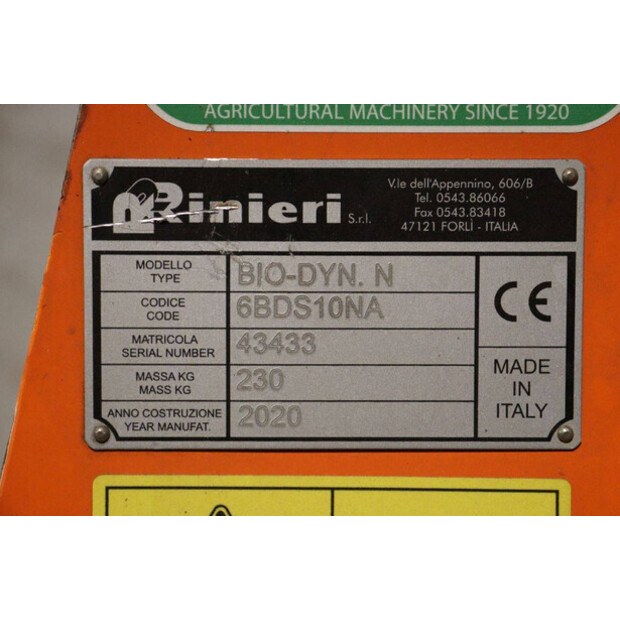 AGRICULTURAL MACHINERY SINCE 1920
Rinieri S.r.l.
V.le dell'Appennino, 606/B
Tel. 0543.86066
Fax 0543.83418
47121 FORLÌ - ITALIA
MODELLO
TYPE
BIO-DYN. N
CODICE
CODE
6BDS10NA
MATRICOLA
SERIAL NUMBER
43433
MASSA KG
MASS KG
230
ANNO COSTRUZIONE
YEAR MANUFAT.
2020
CE
MADE
IN
ITALY